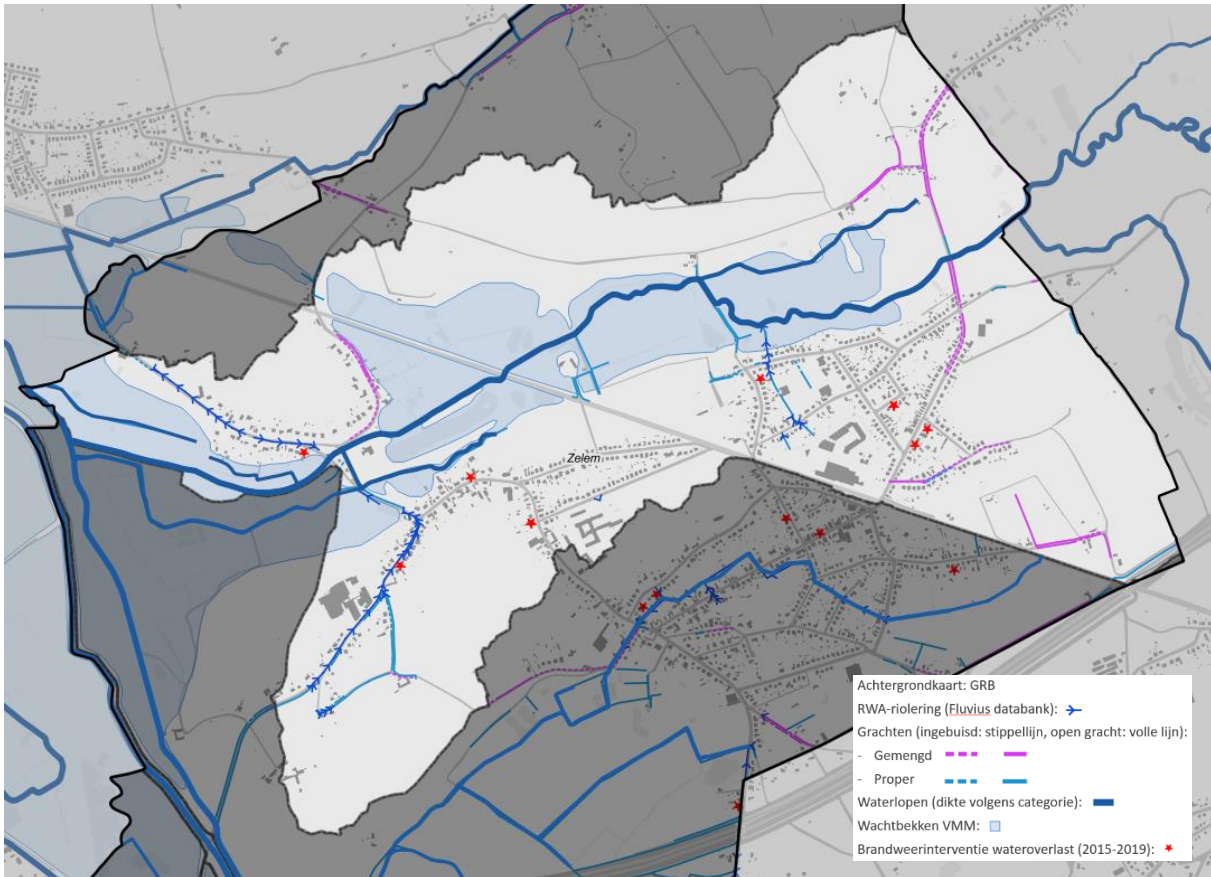 Zelem
Achtergrondkaart: GRB
RWA-riolering (Fluvius databank):
Grachten (ingebuisd: stippellijn, open gracht: volle lijn):
- Gemengd
- Proper
Waterlopen (dikte volgens categorie):
Wachtbekken VMM:
Brandweerinterventie wateroverlast (2015-2019):